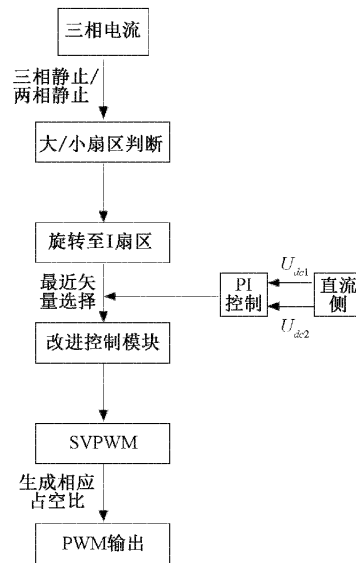 三相电流
三相静止/
两相静止
大/小扇区判断
旋转至I扇区
最近矢
量选择
PI
控制
U_dc1
U_dc2
直流
侧
改进控制模块
SVPWM
生成相应
占空比
PWM输出